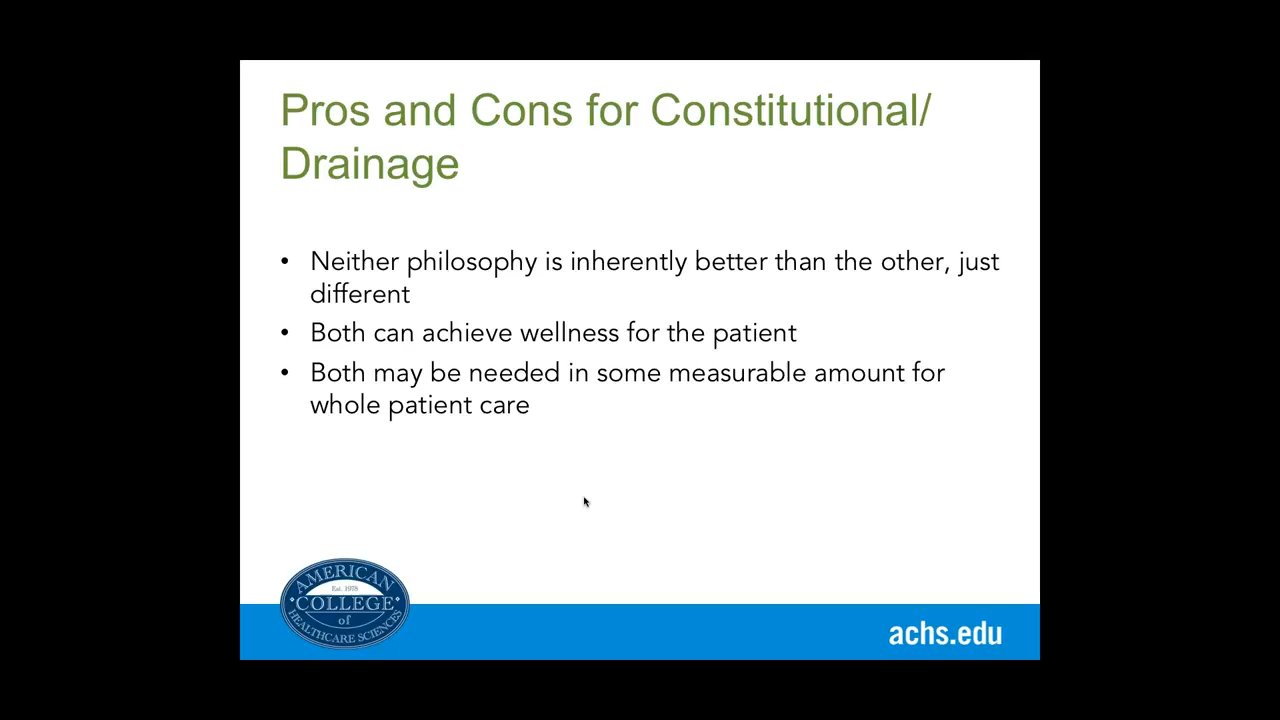 Pros and Cons for Constitutional/
Drainage
• Neither philosophy is inherently better than the other, just
different
• Both can achieve wellness for the patient
• Both may be needed in some measurable amount for
whole patient care
AMERICAN
Est. 1978
COLLEGE
of
HEALTHCARE SCIENCES
achs.edu